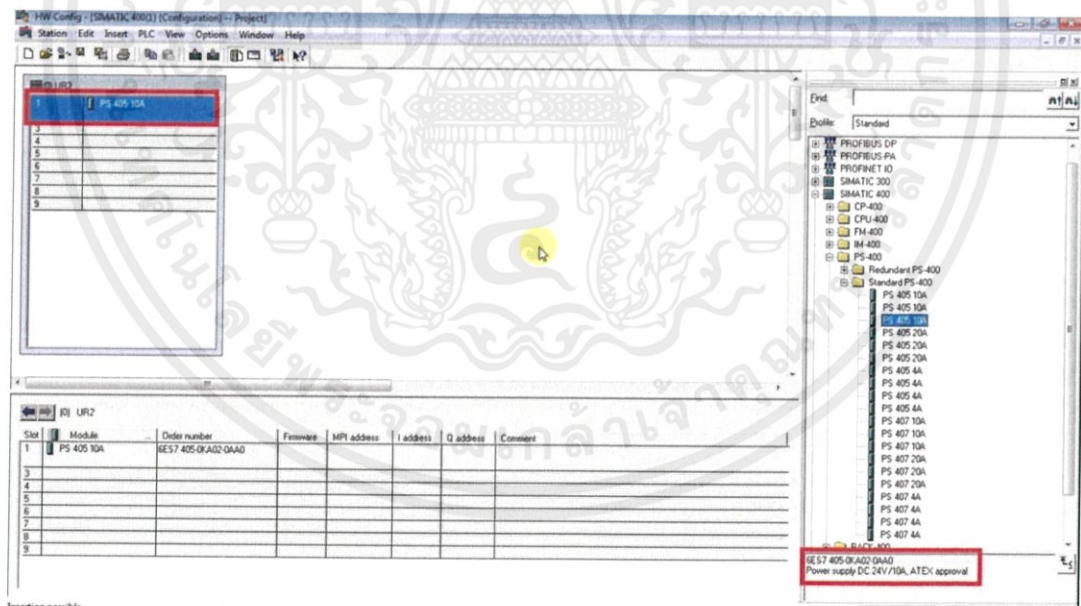 HW Config - [SIMATIC 400(1) (Configuration) -- Project]
Station Edit Insert PLC View Options Window Help
(0) UR2
1 PS 405 10A
3
4
5
6
7
8
9
Find:
Profile: Standard
PROFIBUS DP
PROFIBUS-PA
PROFINET IO
SIMATIC 300
SIMATIC 400
CP-400
CPU-400
FM-400
IM-400
PS-400
Redundant PS-400
Standard PS-400
PS 405 10A
PS 405 10A
PS 405 10A
PS 405 20A
PS 405 20A
PS 405 20A
PS 405 4A
PS 405 4A
PS 405 4A
PS 405 4A
PS 407 10A
PS 407 10A
PS 407 10A
PS 407 20A
PS 407 20A
PS 407 20A
PS 407 4A
PS 407 4A
PS 407 4A
PS 407 4A
RACK-400
6ES7 405-0KA02-0AA0
Power supply DC 24V/10A, ATEX approval
(0) UR2
Slot Module Order number Firmware MPI address I address Q address Comment
1 PS 405 10A 6ES7 405-0KA02-0AA0
3
4
5
6
7
8
9
Insertion possible